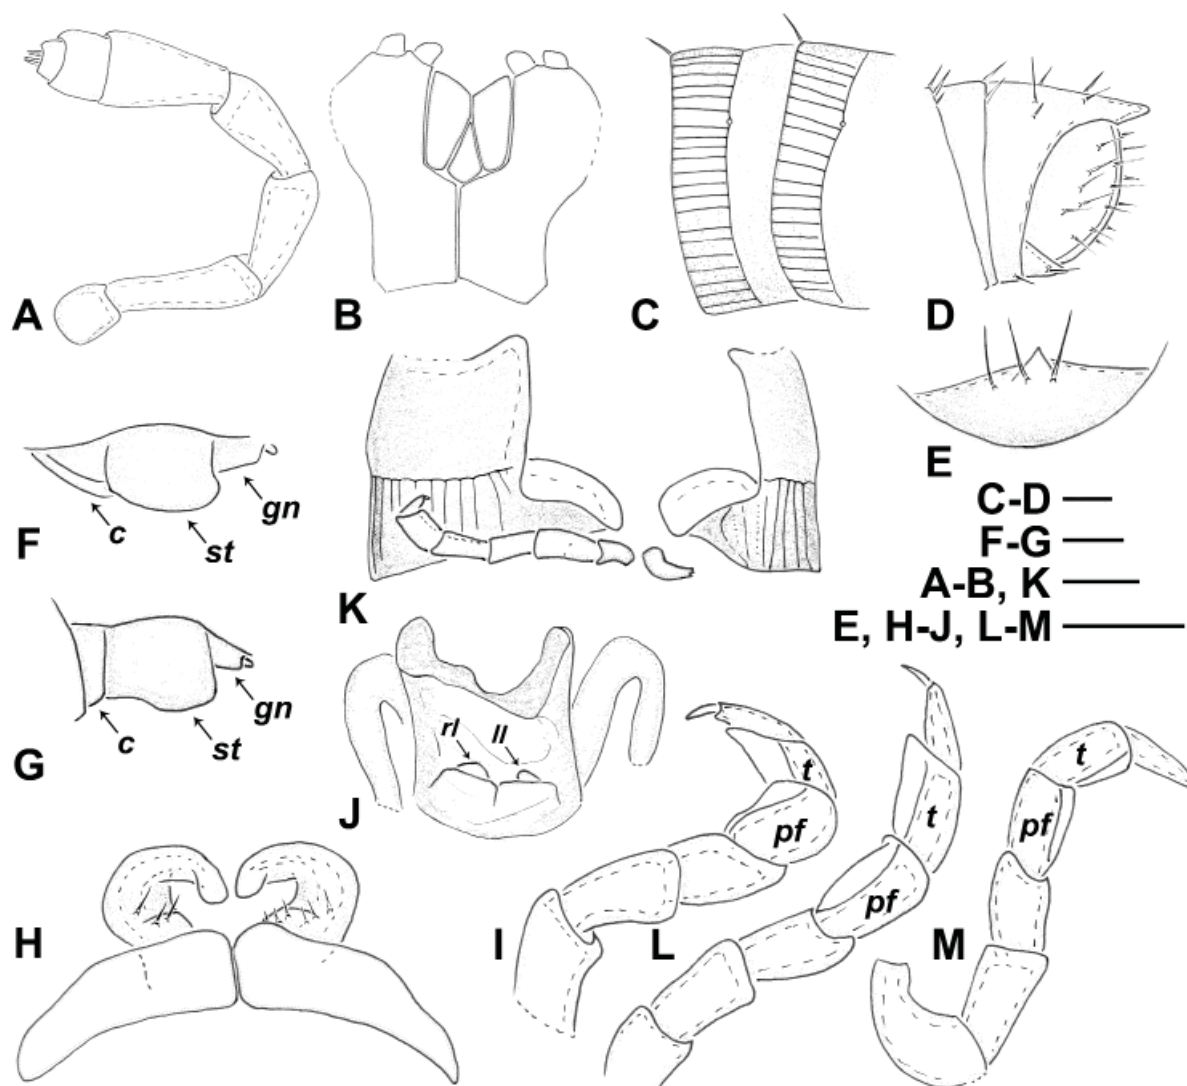 A
B
C
D
E
F
c
st
gn
G
c
st
gn
K
C-D
F-G
A-B, K
E, H-J, L-M
J
rl
ll
H
I
t
pf
L
t
pf
M
t
pf